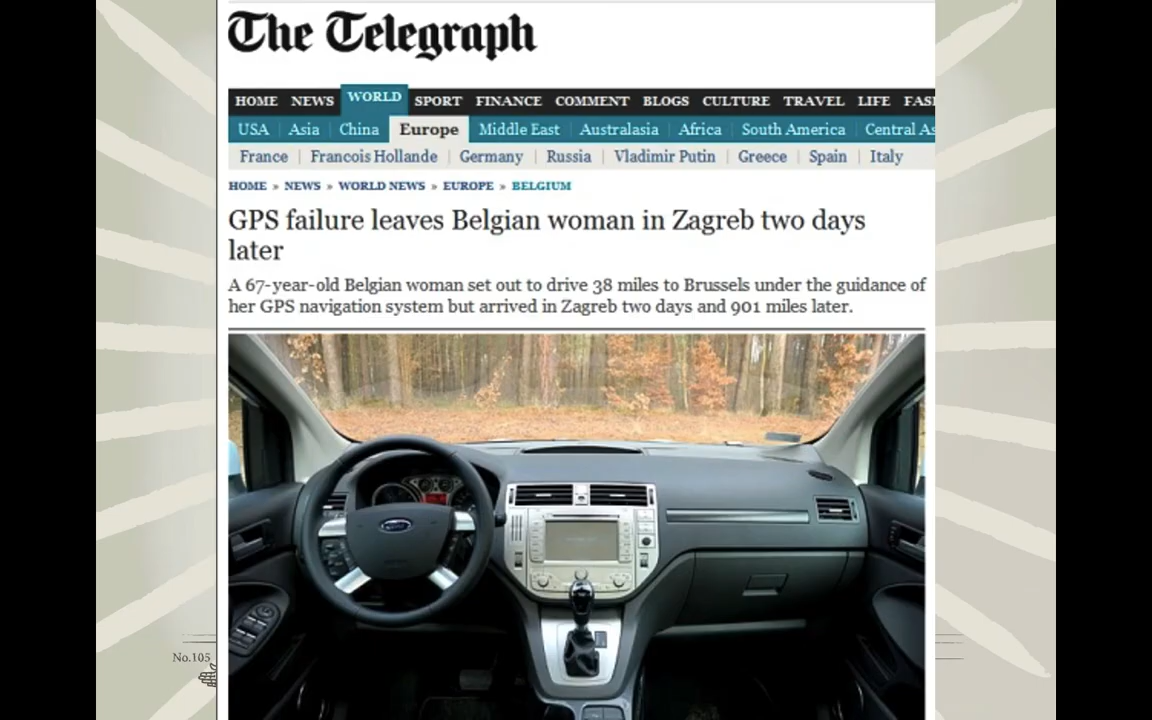 The Telegraph
HOME NEWS WORLD SPORT FINANCE COMMENT BLOGS CULTURE TRAVEL LIFE
USA Asia China Europe Middle East Australasia Africa South America Central As
France Francois Hollande Germany Russia Vladimir Putin Greece Spain Italy
HOME » NEWS » WORLD NEWS » EUROPE » BELGIUM
GPS failure leaves Belgian woman in Zagreb two days
later
A 67-year-old Belgian woman set out to drive 38 miles to Brussels under the guidance of
her GPS navigation system but arrived in Zagreb two days and 901 miles later.
Ford
No.105